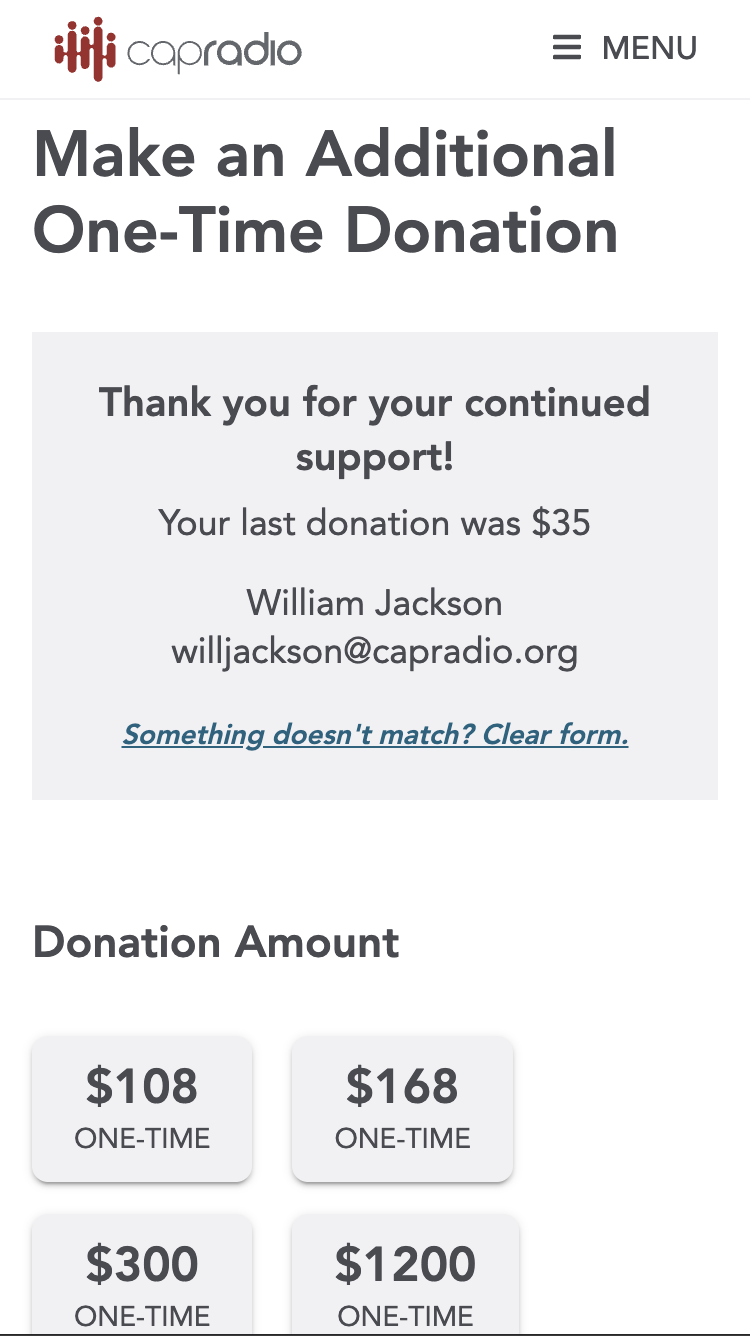 capradio
MENU
Make an Additional
One-Time Donation
Thank you for your continued
support!
Your last donation was $35
William Jackson
willjackson@capradio.org
Something doesn't match? Clear form.
Donation Amount
$108 $168
ONE-TIME ONE-TIME
$300 $1200
ONE-TIME ONE-TIME